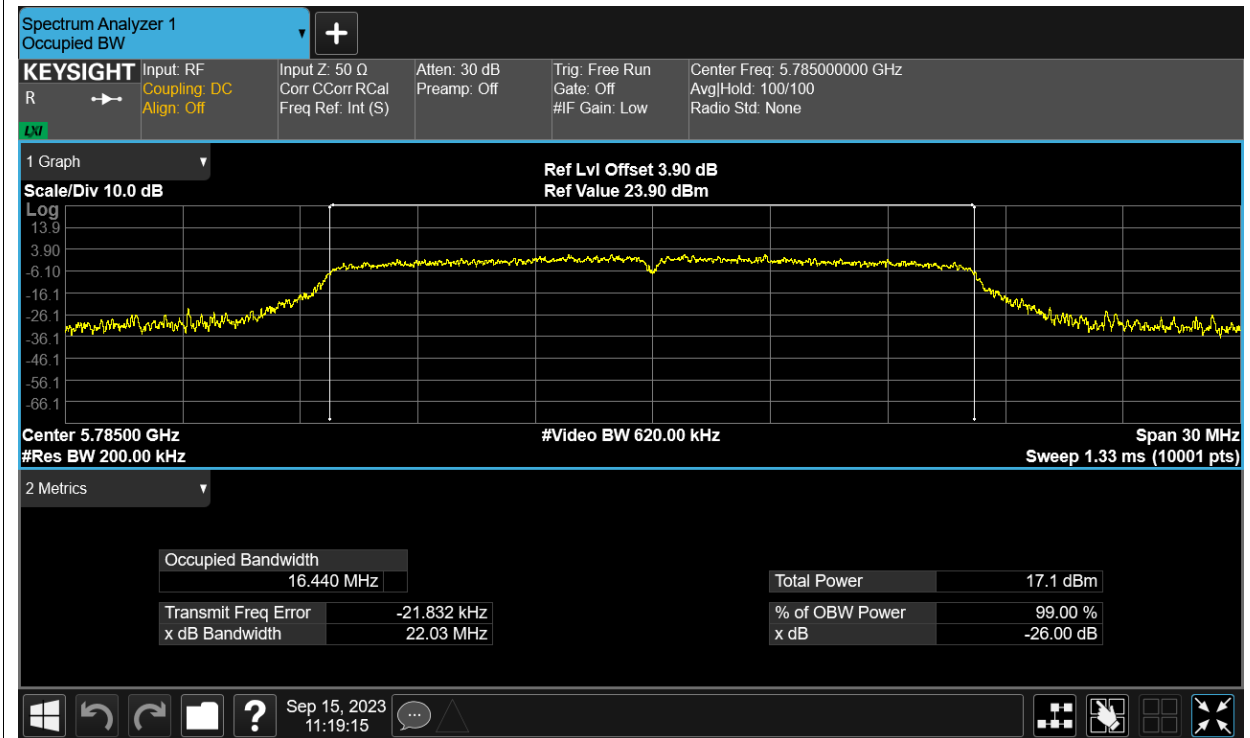 Spectrum Analyzer 1
Occupied BW
▼
+
KEYSIGHT
R
LXI
Input: RF
Coupling: DC
Align: Off
Input Z: 50 Ω
Corr CCorr RCal
Freq Ref: Int (S)
Atten: 30 dB
Preamp: Off
Trig: Free Run
Gate: Off
#IF Gain: Low
Center Freq: 5.785000000 GHz
Avg|Hold: 100/100
Radio Std: None
1 Graph ▼
Scale/Div 10.0 dB
Ref Lvl Offset 3.90 dB
Ref Value 23.90 dBm
Log
13.9
3.90
-6.10
-16.1
-26.1
-36.1
-46.1
-56.1
-66.1
Center 5.78500 GHz
#Res BW 200.00 kHz
#Video BW 620.00 kHz
Span 30 MHz
Sweep 1.33 ms (10001 pts)
2 Metrics ▼
Occupied Bandwidth
16.440 MHz
Transmit Freq Error -21.832 kHz
x dB Bandwidth 22.03 MHz
Total Power 17.1 dBm
% of OBW Power 99.00 %
x dB -26.00 dB
?
Sep 15, 2023
11:19:15